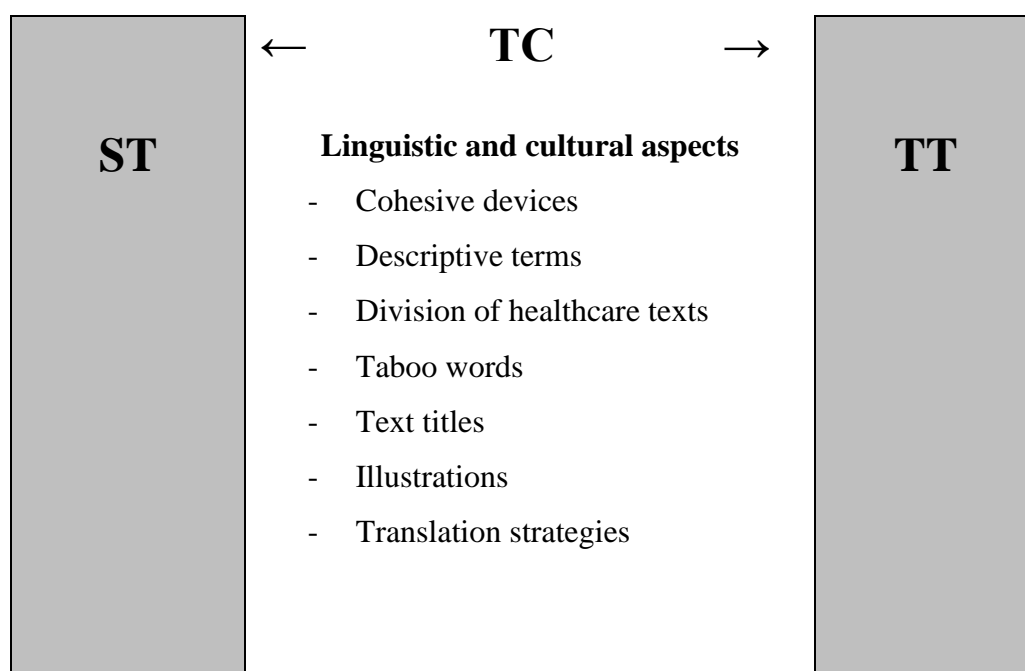 ← TC →
ST
Linguistic and cultural aspects
TT
- Cohesive devices
- Descriptive terms
- Division of healthcare texts
- Taboo words
- Text titles
- Illustrations
- Translation strategies